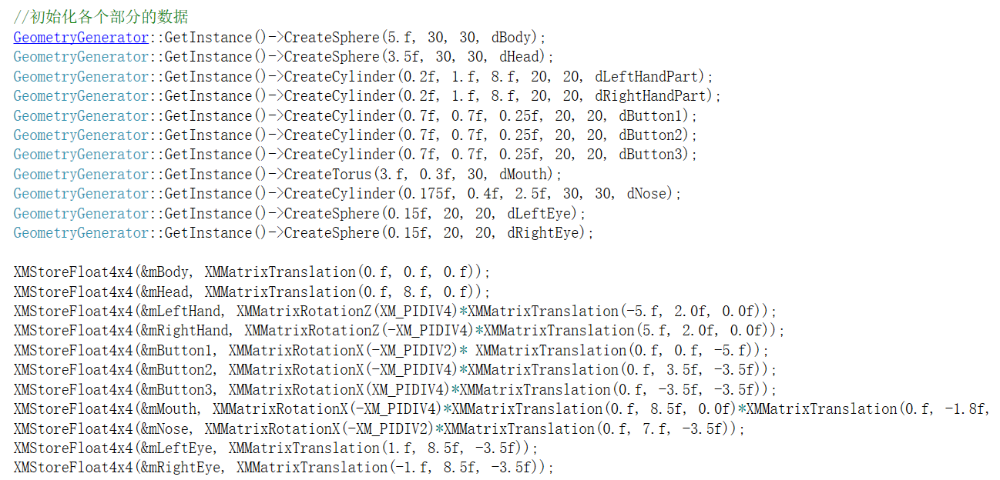 //初始化各个部分的数据
GeometryGenerator::GetInstance()->CreateSphere(5.f, 30, 30, dBody);
GeometryGenerator::GetInstance()->CreateSphere(3.5f, 30, 30, dHead);
GeometryGenerator::GetInstance()->CreateCylinder(0.2f, 1.f, 8.f, 20, 20, dLeftHandPart);
GeometryGenerator::GetInstance()->CreateCylinder(0.2f, 1.f, 8.f, 20, 20, dRightHandPart);
GeometryGenerator::GetInstance()->CreateCylinder(0.7f, 0.7f, 0.25f, 20, 20, dButton1);
GeometryGenerator::GetInstance()->CreateCylinder(0.7f, 0.7f, 0.25f, 20, 20, dButton2);
GeometryGenerator::GetInstance()->CreateCylinder(0.7f, 0.7f, 0.25f, 20, 20, dButton3);
GeometryGenerator::GetInstance()->CreateTorus(3.f, 0.3f, 30, dMouth);
GeometryGenerator::GetInstance()->CreateCylinder(0.175f, 0.4f, 2.5f, 30, 30, dNose);
GeometryGenerator::GetInstance()->CreateSphere(0.15f, 20, 20, dLeftEye);
GeometryGenerator::GetInstance()->CreateSphere(0.15f, 20, 20, dRightEye);
XMStoreFloat4x4(&mBody, XMMatrixTranslation(0.f, 0.f, 0.f));
XMStoreFloat4x4(&mHead, XMMatrixTranslation(0.f, 8.f, 0.f));
XMStoreFloat4x4(&mLeftHand, XMMatrixRotationZ(XM_PIDIV4)*XMMatrixTranslation(-5.f, 2.0f, 0.0f));
XMStoreFloat4x4(&mRightHand, XMMatrixRotationZ(-XM_PIDIV4)*XMMatrixTranslation(5.f, 2.0f, 0.0f));
XMStoreFloat4x4(&mButton1, XMMatrixRotationX(-XM_PIDIV2)* XMMatrixTranslation(0.f, 0.f, -5.f));
XMStoreFloat4x4(&mButton2, XMMatrixRotationX(-XM_PIDIV4)*XMMatrixTranslation(0.f, 3.5f, -3.5f));
XMStoreFloat4x4(&mButton3, XMMatrixRotationX(XM_PIDIV4)*XMMatrixTranslation(0.f, -3.5f, -3.5f));
XMStoreFloat4x4(&mMouth, XMMatrixRotationX(-XM_PIDIV4)*XMMatrixTranslation(0.f, 8.5f, 0.0f)*XMMatrixTranslation(0.f, -1.8f,
XMStoreFloat4x4(&mNose, XMMatrixRotationX(-XM_PIDIV2)*XMMatrixTranslation(0.f, 7.f, -3.5f));
XMStoreFloat4x4(&mLeftEye, XMMatrixTranslation(1.f, 8.5f, -3.5f));
XMStoreFloat4x4(&mRightEye, XMMatrixTranslation(-1.f, 8.5f, -3.5f));